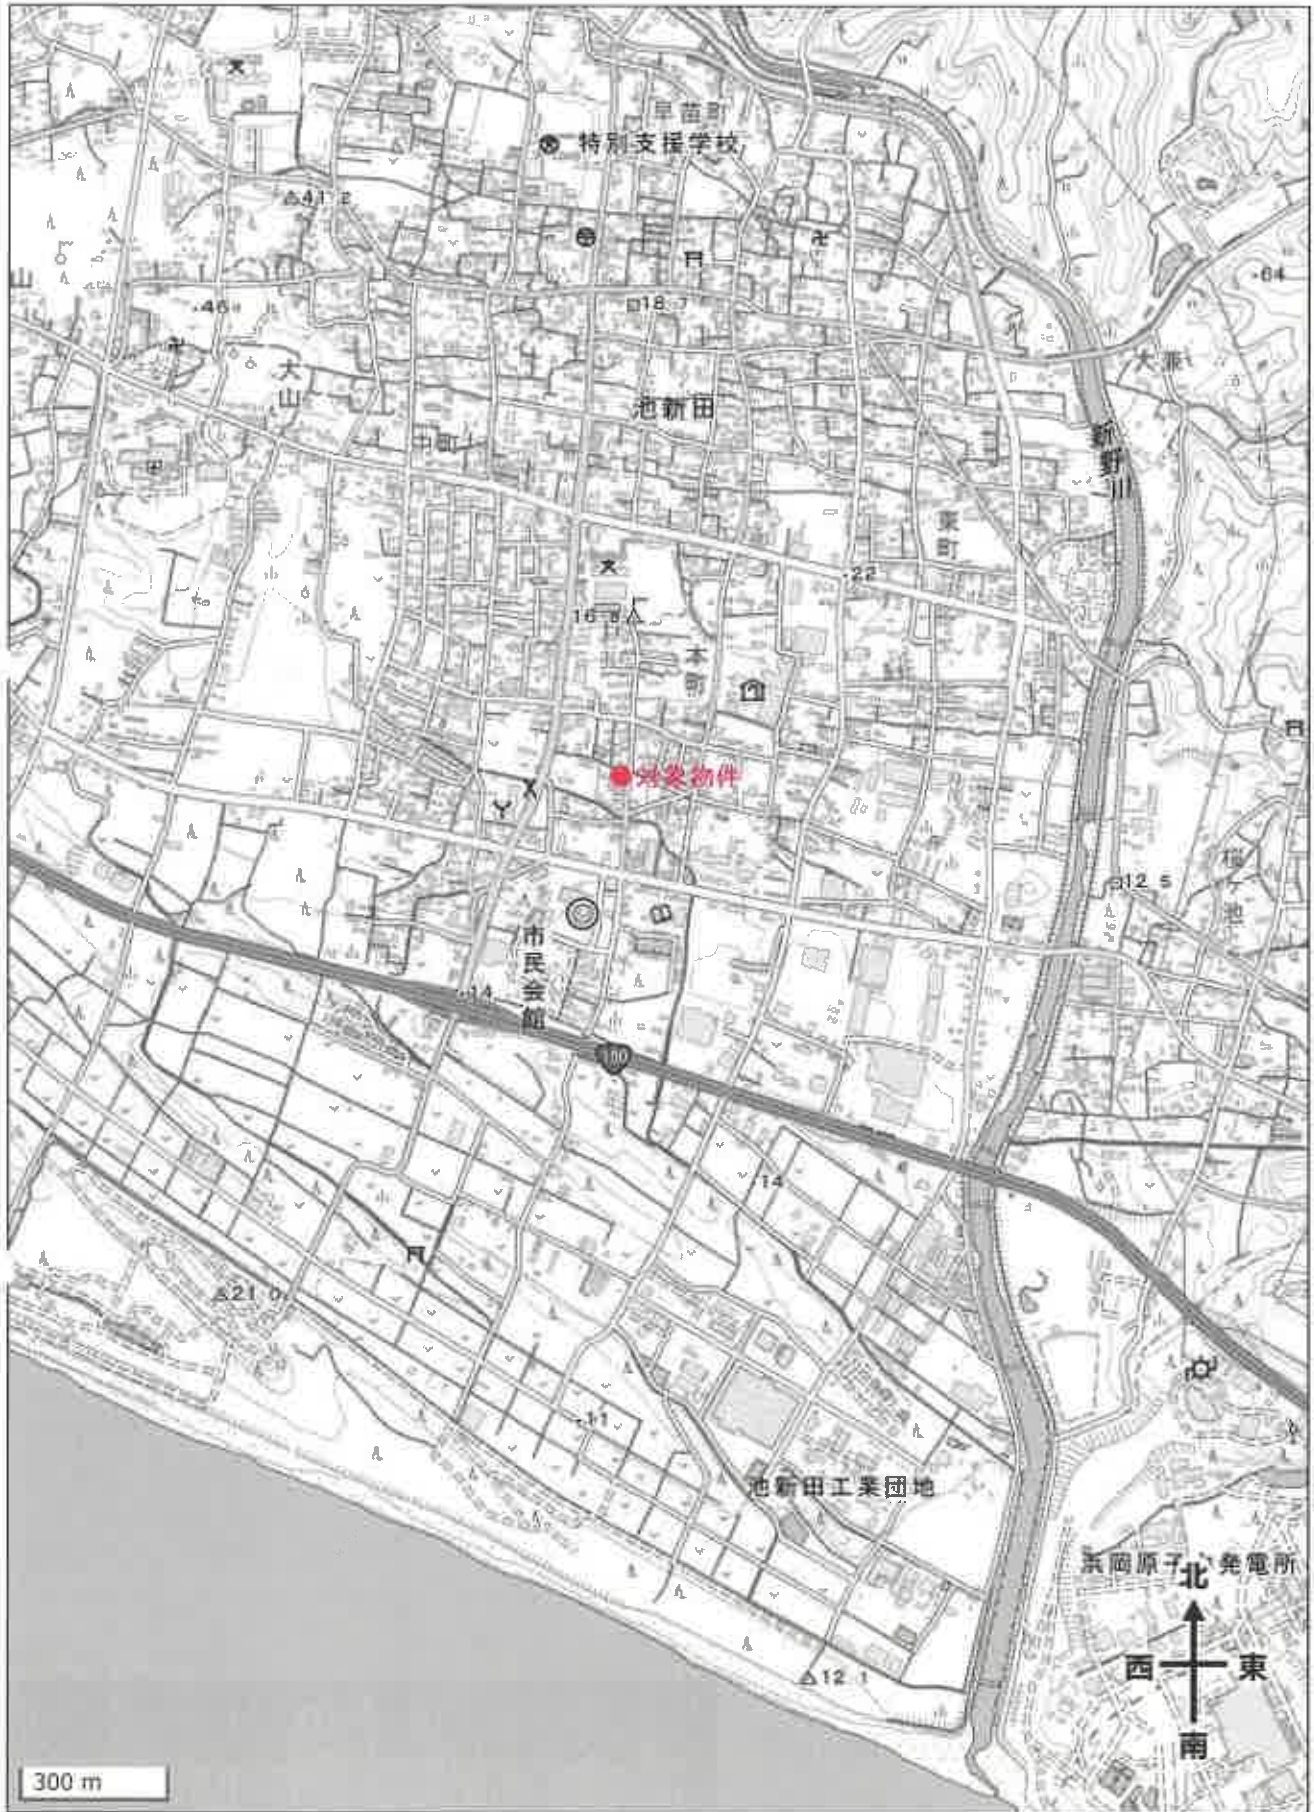 早苗町
特別支援学校
41.2
64
18.7
46
大山
大兼
池新田
中町
新野川
東町
22
16.8
本町
対象物件
12.5
桜ヶ池
市民会館
14
150
14
21.0
11
池新田工業団地
浜岡原子力発電所
北
西 東
12.1
南
300 m